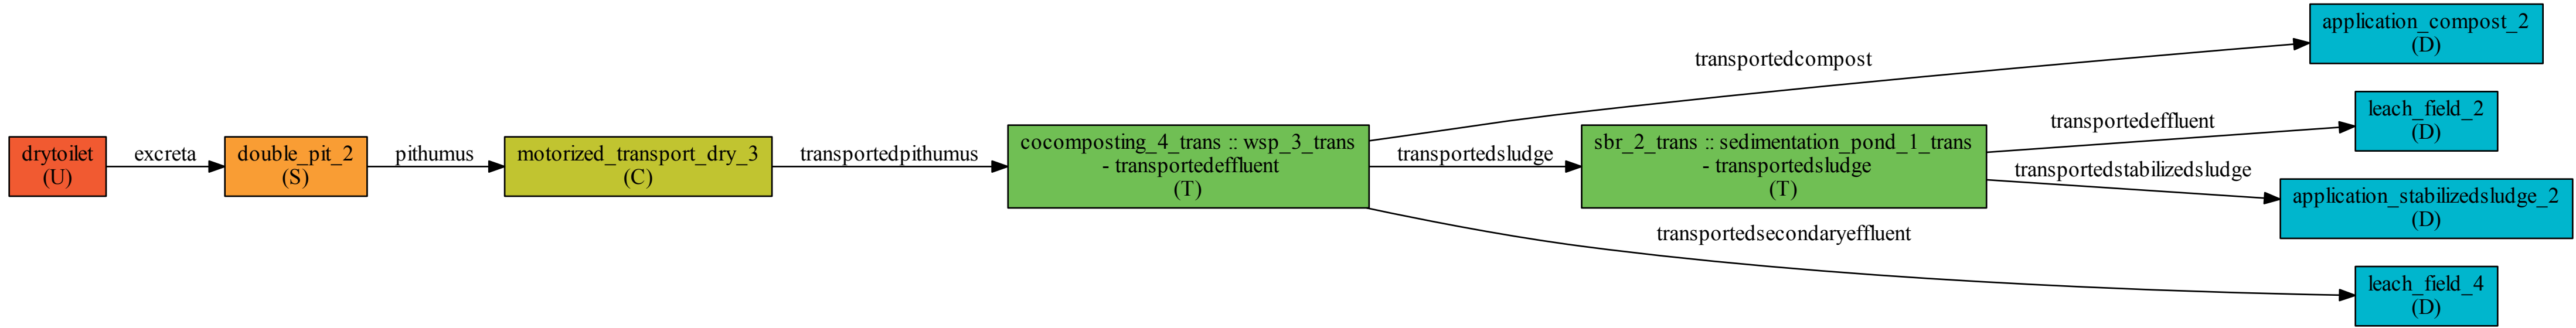 drytoilet
(U)
excreta
double_pit_2
(S)
pithumus
motorized_transport_dry_3
(C)
transportedpithumus
cocomposting_4_trans :: wsp_3_trans
- transportedeffluent
(T)
transportedcompost
transportedsludge
transportedsecondaryeffluent
sbr_2_trans :: sedimentation_pond_1_trans
- transportedsludge
(T)
transportedeffluent
transportedstabilizedsludge
application_compost_2
(D)
leach_field_2
(D)
application_stabilizedsludge_2
(D)
leach_field_4
(D)